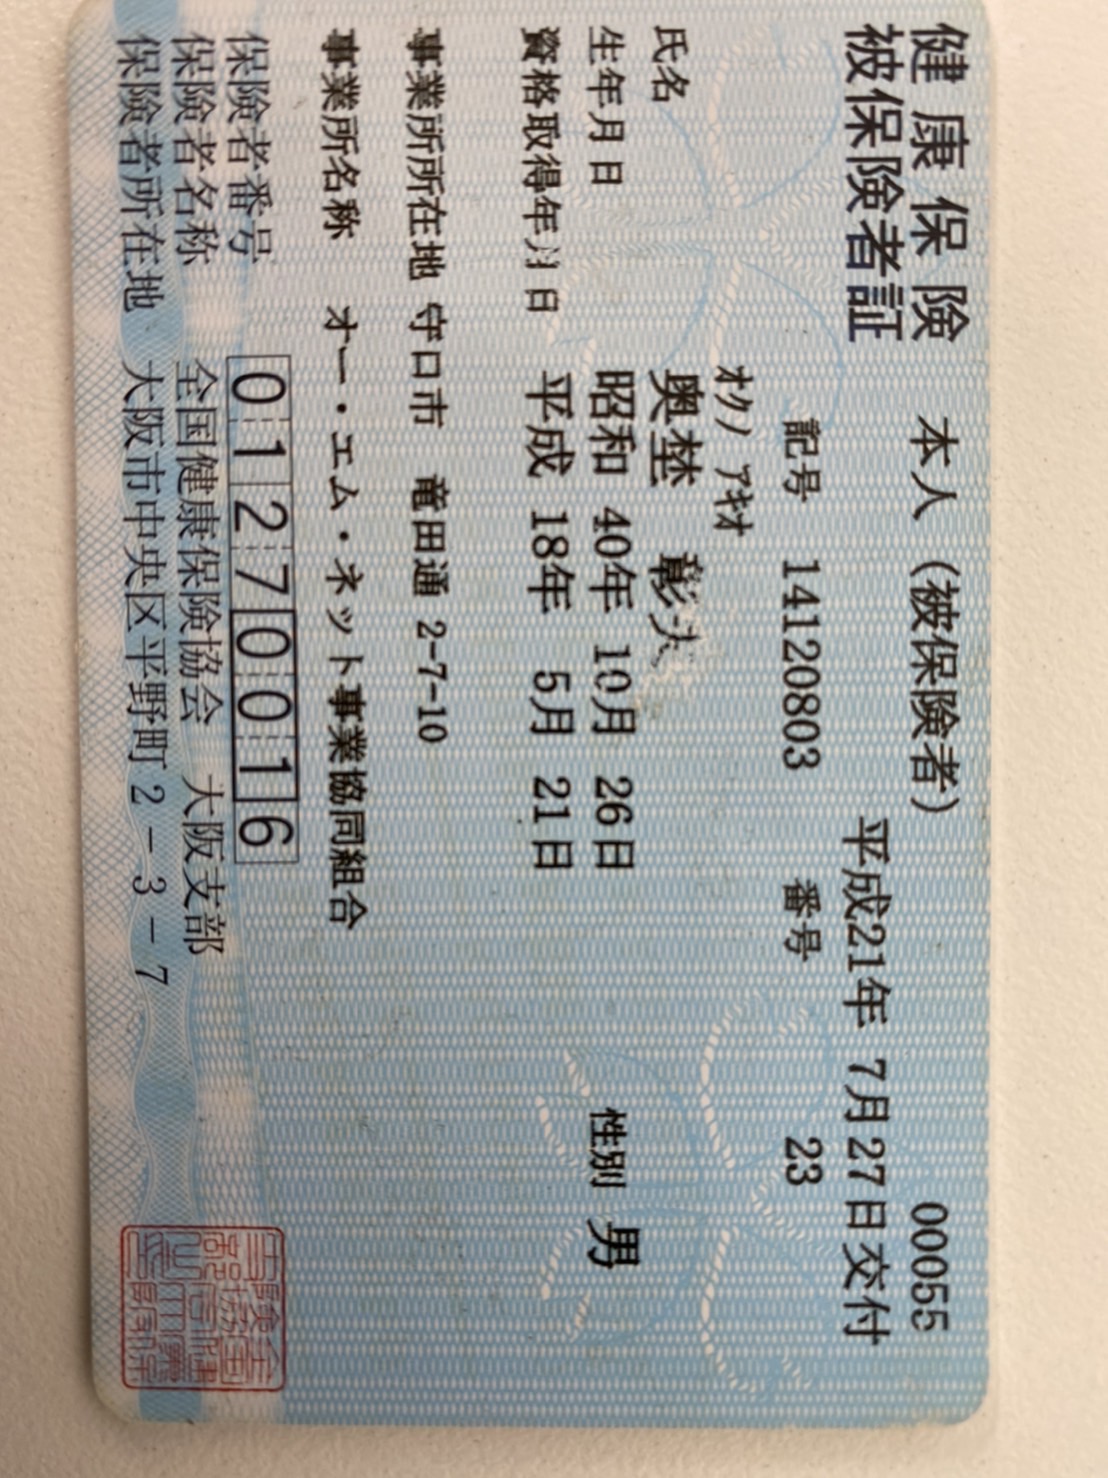 健康保険
被保険者証
本人（被保険者） 00055
平成21年 7月27日交付
記号 14120803 番号 23
ｵｸﾉ ｱｷｵ
氏名 奥埜 彰夫
生年月日 昭和 40年 10月 26日 性別 男
資格取得年月日 平成 18年 5月 21日
事業所所在地 守口市 竜田通 2-7-10
事業所名称 オー・エム・ネット事業協同組合
保険者番号 01270016
保険者名称 全国健康保険協会 大阪支部
保険者所在地 大阪市中央区平野町2-3-7